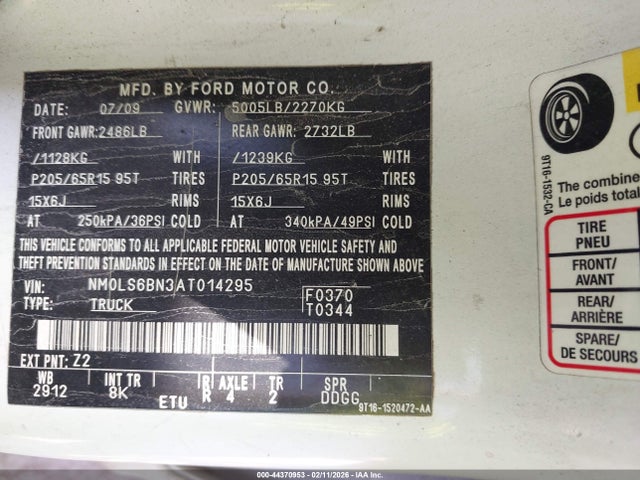 MFD. BY FORD MOTOR CO.
DATE: 07/09 GVWR: 5005LB/2270KG
FRONT GAWR:2486LB REAR GAWR: 2732LB
/1128KG WITH /1239KG WITH
P205/65R15 95T TIRES P205/65R15 95T TIRES
15X6J RIMS 15X6J RIMS
AT 250kPA/36PSI COLD AT 340kPA/49PSI COLD
THIS VEHICLE CONFORMS TO ALL APPLICABLE FEDERAL MOTOR VEHICLE SAFETY AND
THEFT PREVENTION STANDARDS IN EFFECT ON THE DATE OF MANUFACTURE SHOWN ABOVE.
VIN: NM0LS6BN3AT014295 F0370
TYPE: TRUCK T0344
EXT PNT: Z2
WB INT TR R AXLE TR SPR
2912 8K R 4 2 DDGG
ETU 9T16-1520472-AA
9T16-1532-CA
The combine
Le poids total
TIRE
PNEU
FRONT/
AVANT
REAR/
ARRIÈRE
SPARE/
DE SECOURS
000-44370953 - 02/11/2026 - IAA